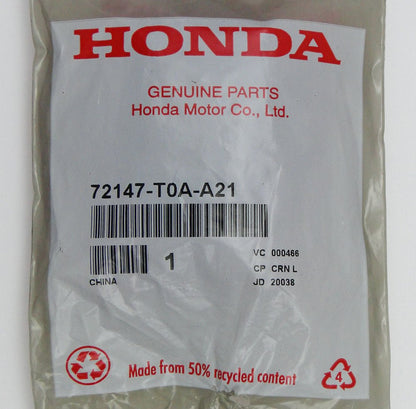 HONDA
GENUINE PARTS
Honda Motor Co., Ltd.
72147-T0A-A21
1
VC 000466
CP CRN L
CHINA
JD 20038
Made from 50% recycled content
4